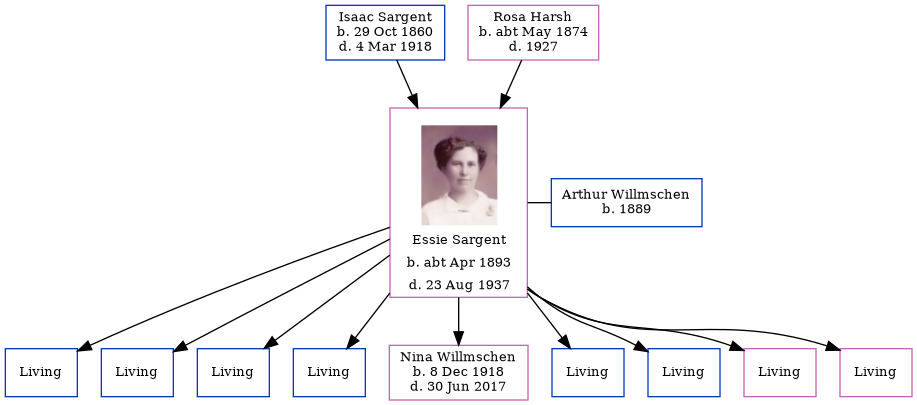 Isaac Sargent
b. 29 Oct 1860
d. 4 Mar 1918
Rosa Harsh
b. abt May 1874
d. 1927
Essie Sargent
b. abt Apr 1893
d. 23 Aug 1937
Arthur Willmschen
b. 1889
Living
Living
Living
Living
Nina Willmschen
b. 8 Dec 1918
d. 30 Jun 2017
Living
Living
Living
Living